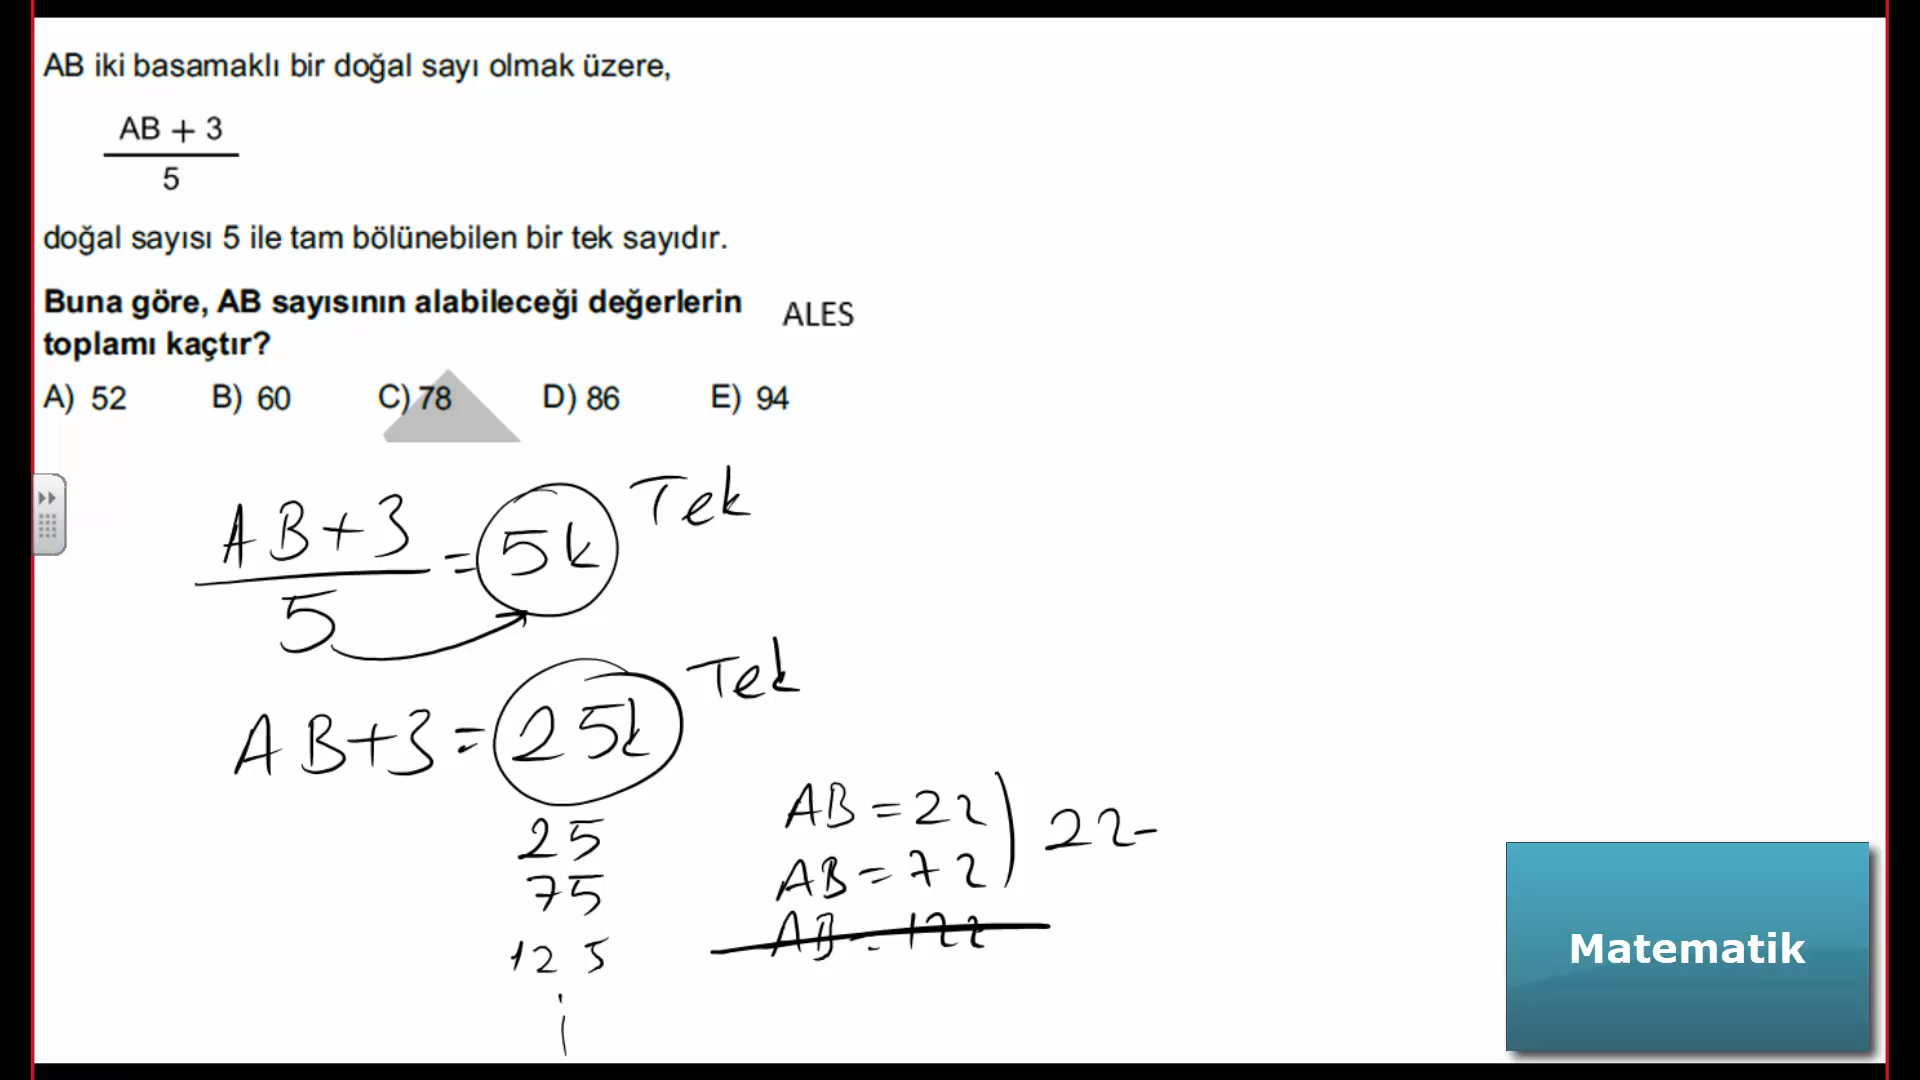 AB iki basamaklı bir doğal sayı olmak üzere,
AB + 3
5
doğal sayısı 5 ile tam bölünebilen bir tek sayıdır.
Buna göre, AB sayısının alabileceği değerlerin
toplamı kaçtır?
ALES
A) 52 B) 60 C) 78 D) 86 E) 94
AB+3
5
= 5k Tek
AB+3 = 25k Tek
25
75
125
AB = 22
AB = 72
AB = 122
22-
Matematik